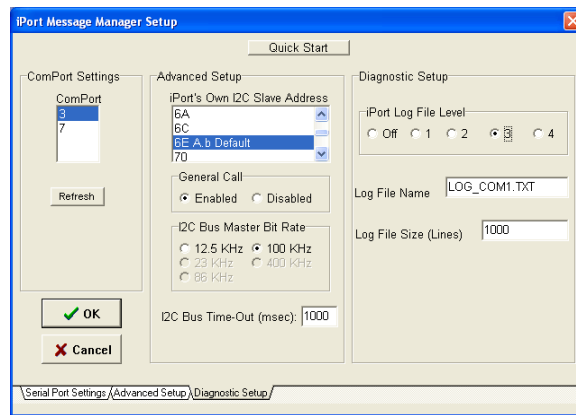 iPort Message Manager Setup
Quick Start
ComPort Settings
ComPort
3
7
Refresh
OK
Cancel
Advanced Setup
iPort's Own I2C Slave Address
6A
6C
6E A.b Default
70
General Call
Enabled Disabled
I2C Bus Master Bit Rate
12.5 KHz 100 KHz
23 KHz 400 KHz
86 KHz
I2C Bus Time-Out (msec): 1000
Diagnostic Setup
iPort Log File Level
Off 1 2 3 4
Log File Name LOG_COM1.TXT
Log File Size (Lines) 1000
Serial Port Settings Advanced Setup Diagnostic Setup